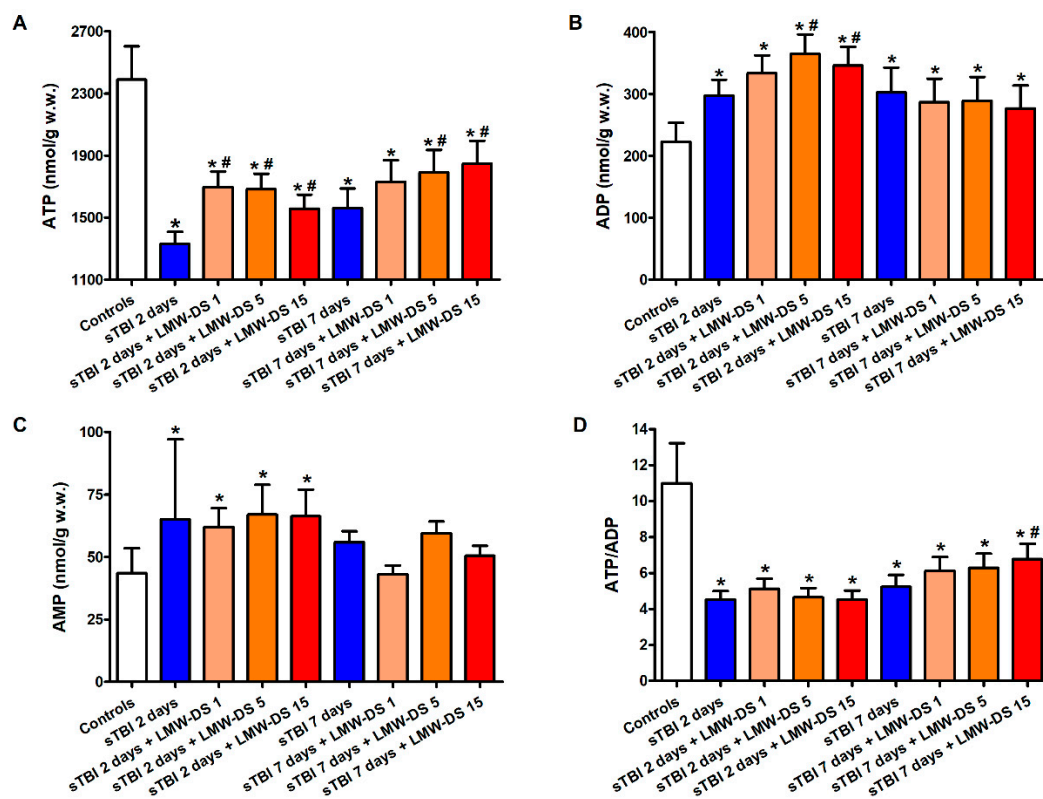 A
ATP (nmol/g w.w.)
2700
2300
1900
1500
1100
*
* #
* #
* #
*
*
* #
* #
Controls
sTBI 2 days
sTBI 2 days + LMW-DS 1
sTBI 2 days + LMW-DS 5
sTBI 2 days + LMW-DS 15
sTBI 7 days
sTBI 7 days + LMW-DS 1
sTBI 7 days + LMW-DS 5
sTBI 7 days + LMW-DS 15
B
ADP (nmol/g w.w.)
400
300
200
100
0
*
*
* #
* #
*
*
*
*
Controls
sTBI 2 days
sTBI 2 days + LMW-DS 1
sTBI 2 days + LMW-DS 5
sTBI 2 days + LMW-DS 15
sTBI 7 days
sTBI 7 days + LMW-DS 1
sTBI 7 days + LMW-DS 5
sTBI 7 days + LMW-DS 15
C
AMP (nmol/g w.w.)
100
75
50
25
0
*
*
*
*
Controls
sTBI 2 days
sTBI 2 days + LMW-DS 1
sTBI 2 days + LMW-DS 5
sTBI 2 days + LMW-DS 15
sTBI 7 days
sTBI 7 days + LMW-DS 1
sTBI 7 days + LMW-DS 5
sTBI 7 days + LMW-DS 15
D
ATP/ADP
14
12
10
8
6
4
2
0
*
*
*
*
*
*
*
* #
Controls
sTBI 2 days
sTBI 2 days + LMW-DS 1
sTBI 2 days + LMW-DS 5
sTBI 2 days + LMW-DS 15
sTBI 7 days
sTBI 7 days + LMW-DS 1
sTBI 7 days + LMW-DS 5
sTBI 7 days + LMW-DS 15